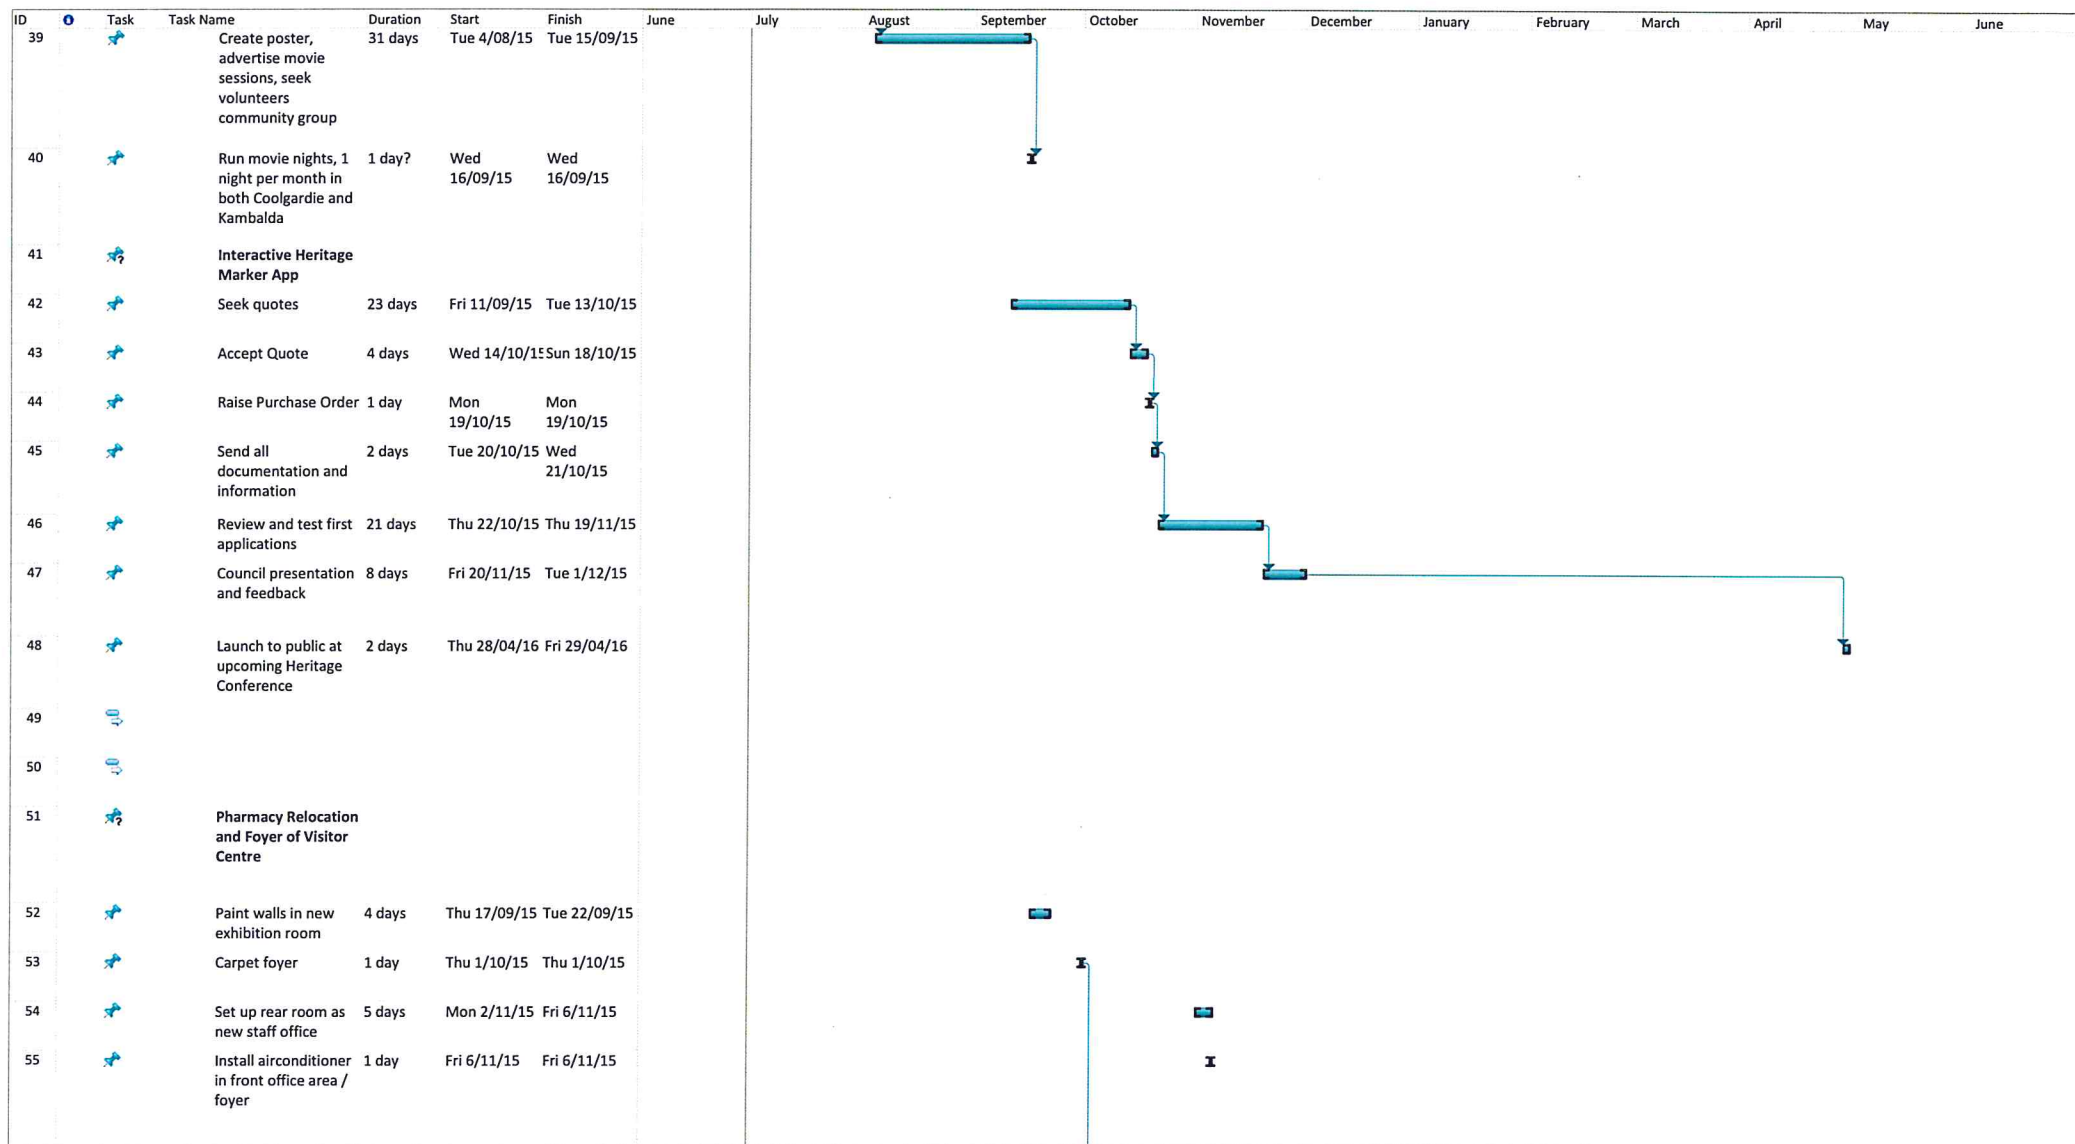 ID Task Task Name Duration Start Finish June July August September October November December January February March April May June
39 Create poster, 31 days Tue 4/08/15 Tue 15/09/15
advertise movie
sessions, seek
volunteers
community group
40 Run movie nights, 1 1 day? Wed Wed
night per month in 16/09/15 16/09/15
both Coolgardie and
Kambalda
41 Interactive Heritage
Marker App
42 Seek quotes 23 days Fri 11/09/15 Tue 13/10/15
43 Accept Quote 4 days Wed 14/10/15 Sun 18/10/15
44 Raise Purchase Order 1 day Mon Mon
19/10/15 19/10/15
45 Send all 2 days Tue 20/10/15 Wed
documentation and 21/10/15
information
46 Review and test first 21 days Thu 22/10/15 Thu 19/11/15
applications
47 Council presentation 8 days Fri 20/11/15 Tue 1/12/15
and feedback
48 Launch to public at 2 days Thu 28/04/16 Fri 29/04/16
upcoming Heritage
Conference
49
50
51 Pharmacy Relocation
and Foyer of Visitor
Centre
52 Paint walls in new 4 days Thu 17/09/15 Tue 22/09/15
exhibition room
53 Carpet foyer 1 day Thu 1/10/15 Thu 1/10/15
54 Set up rear room as 5 days Mon 2/11/15 Fri 6/11/15
new staff office
55 Install airconditioner 1 day Fri 6/11/15 Fri 6/11/15
in front office area /
foyer